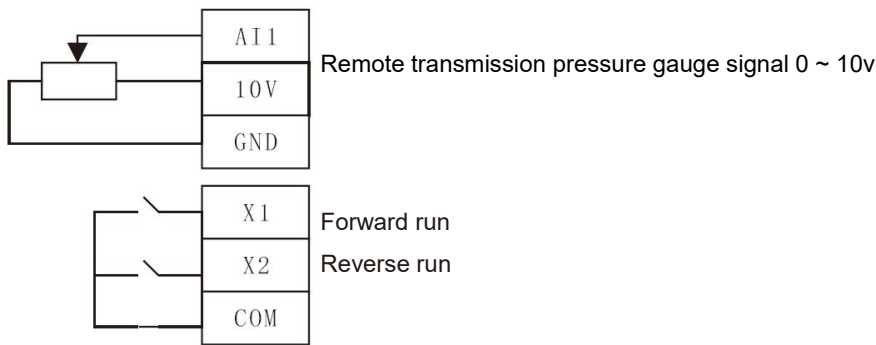 AI1
Remote transmission pressure gauge signal 0 ~ 10v
10V
GND
X1
Forward run
X2
Reverse run
COM